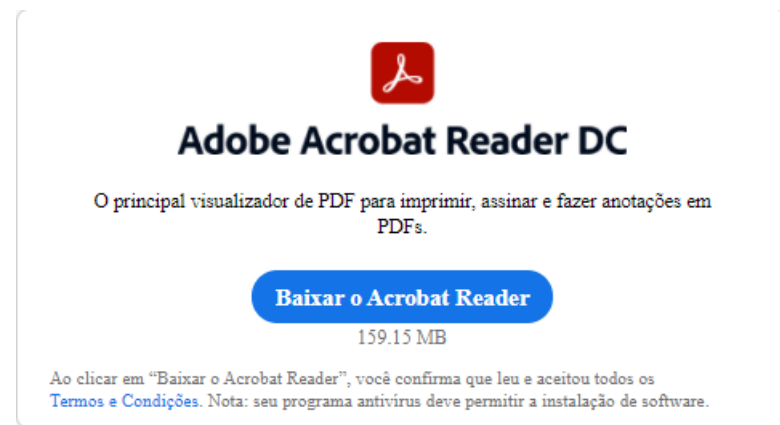 Adobe Acrobat Reader DC
O principal visualizador de PDF para imprimir, assinar e fazer anotações em
PDFs.
Baixar o Acrobat Reader
159.15 MB
Ao clicar em “Baixar o Acrobat Reader”, você confirma que leu e aceitou todos os
Termos e Condições. Nota: seu programa antivírus deve permitir a instalação de software.